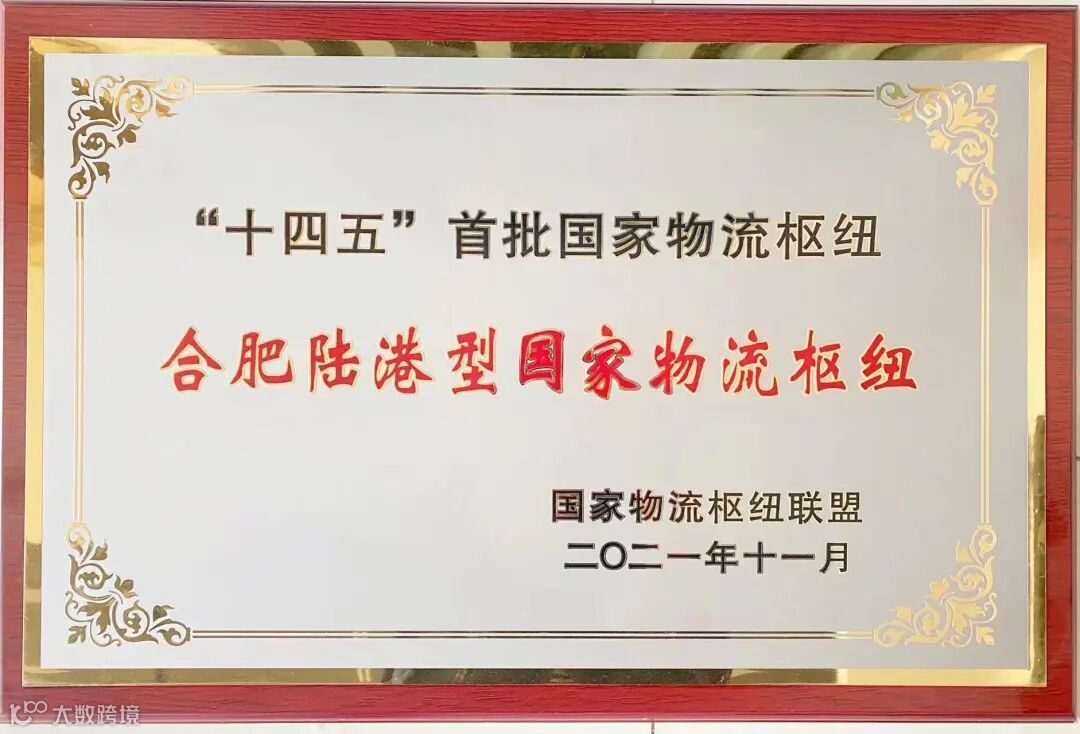 “十四五”首批国家物流枢纽
合肥陆港型国家物流枢纽
国家物流枢纽联盟
二〇二一年十一月
大数跨境